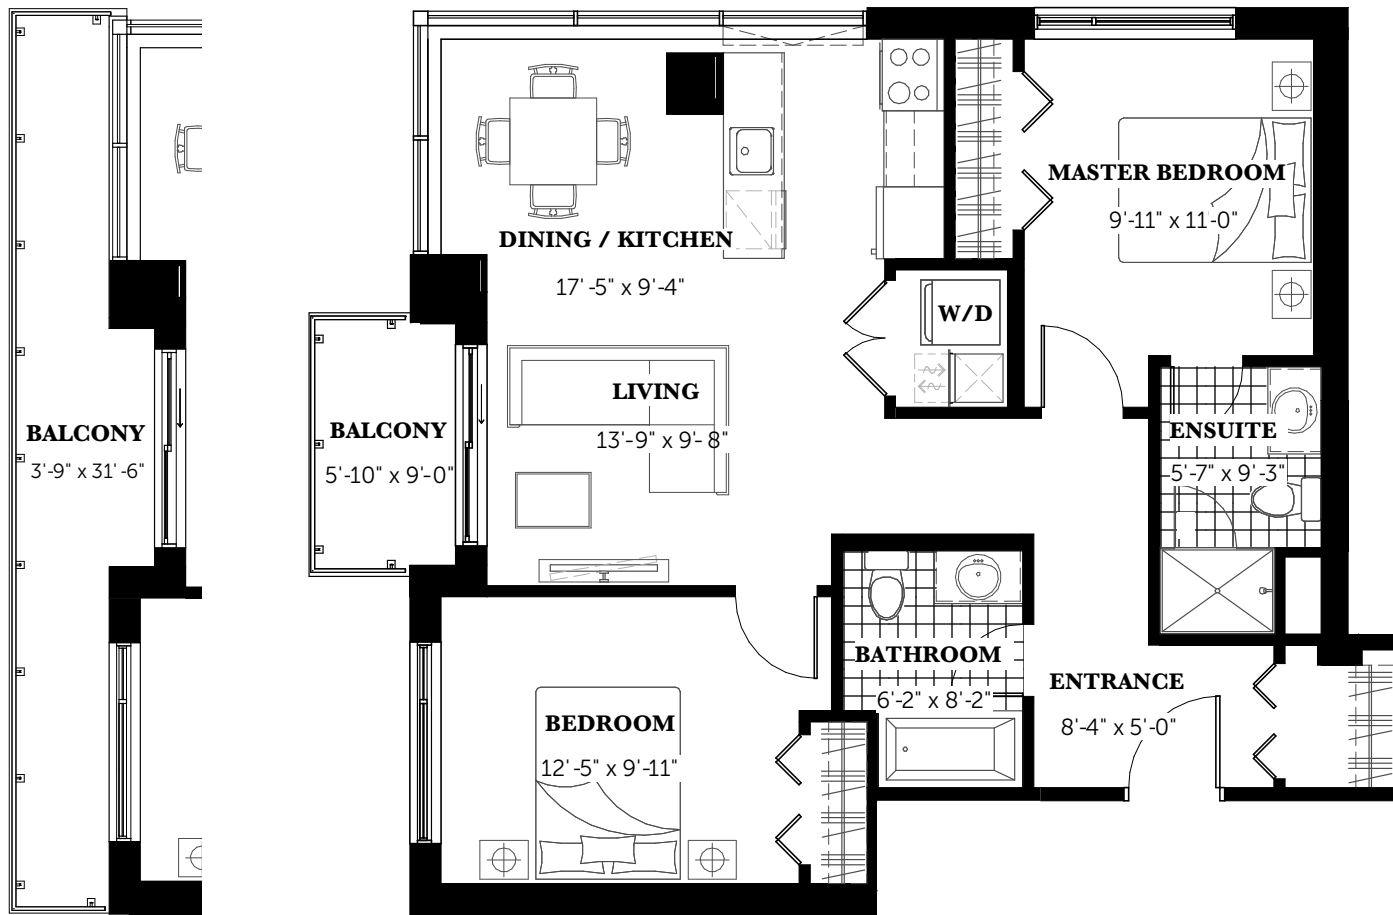 MASTER BEDROOM
9'-11" x 11-0"
DINING / KITCHEN
17'-5" x 9'-4"
W/D
LIVING
13'-9" x 9'-8"
BALCONY
3'-9" x 31'-6"
BALCONY
5'-10" x 9'-0"
ENSUITE
5'-7" x 9'-3"
BATHROOM
6'-2" x 8'-2"
ENTRANCE
8'-4" x 5'-0"
BEDROOM
12'-5" x 9'-11"